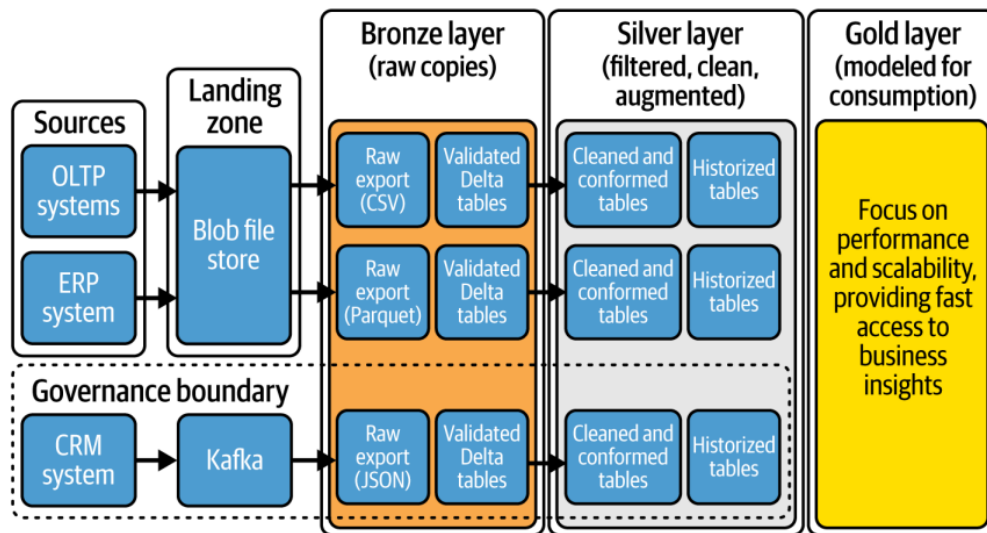 Sources
OLTP
systems
ERP
system
Landing
zone
Blob file
store
Bronze layer
(raw copies)
Raw
export
(CSV)
Validated
Delta
tables
Raw
export
(Parquet)
Validated
Delta
tables
Silver layer
(filtered, clean,
augmented)
Cleaned and
conformed
tables
Historized
tables
Cleaned and
conformed
tables
Historized
tables
Gold layer
(modeled for
consumption)
Focus on
performance
and scalability,
providing fast
access to
business
insights
Governance boundary
CRM
system
Kafka
Raw
export
(JSON)
Validated
Delta
tables
Cleaned and
conformed
tables
Historized
tables